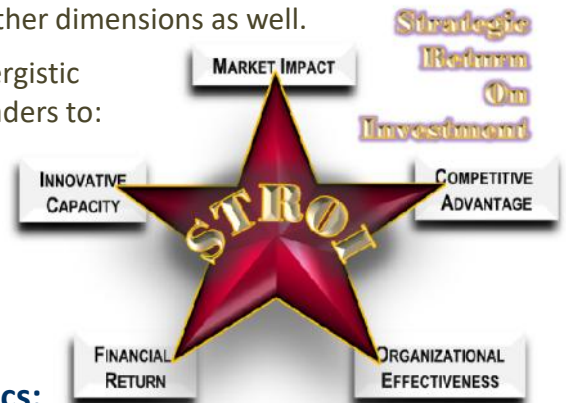 ther dimensions as well.
ergistic
nders to:
Strategic
Return
On
Investment
MARKET IMPACT
INNOVATIVE
CAPACITY
COMPETITIVE
ADVANTAGE
STROI
FINANCIAL
RETURN
ORGANIZATIONAL
EFFECTIVENESS
cs: